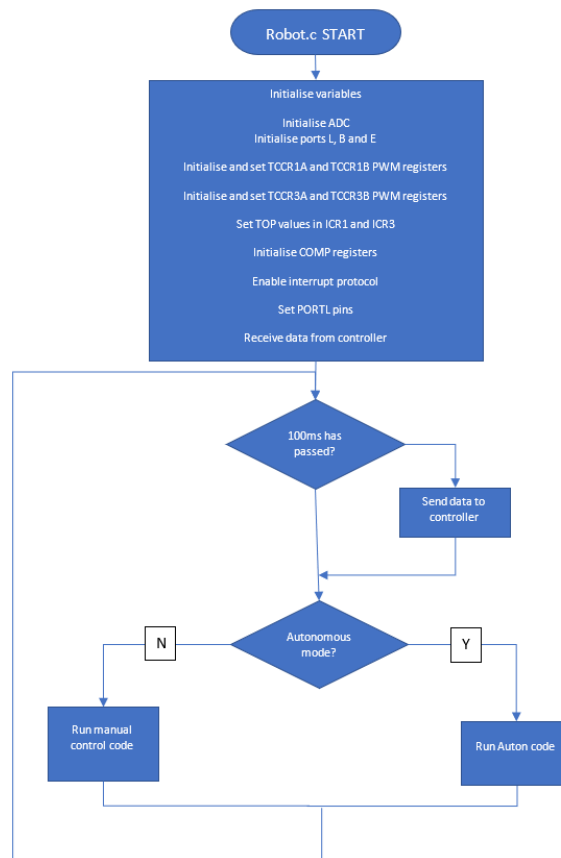 Robot.c START
Initialise variables
Initialise ADC
Initialise ports L, B and E
Initialise and set TCCR1A and TCCR1B PWM registers
Initialise and set TCCR3A and TCCR3B PWM registers
Set TOP values in ICR1 and ICR3
Initialise COMP registers
Enable interrupt protocol
Set PORTL pins
Receive data from controller
100ms has
passed?
Send data to
controller
Autonomous
mode?
N
Y
Run manual
control code
Run Auton code